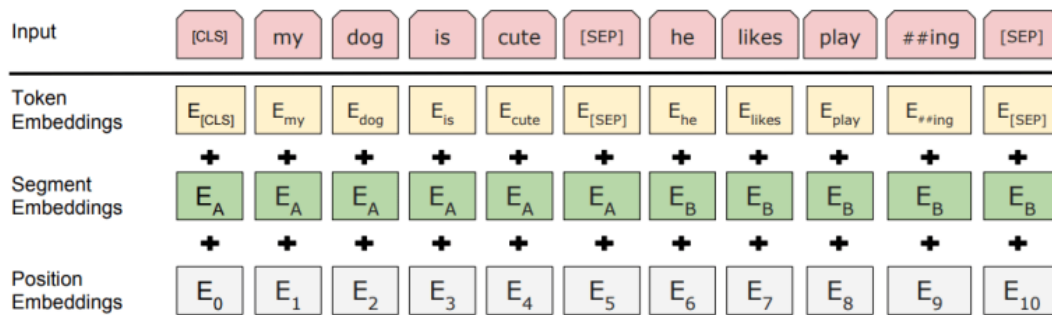 Input [CLS] my dog is cute [SEP] he likes play ##ing [SEP]
Token Embeddings E[CLS] Emy Edog Eis Ecute E[SEP] Ehe Elikes Eplay E##ing E[SEP]
+ + + + + + + + + + +
Segment Embeddings EA EA EA EA EA EA EB EB EB EB EB
+ + + + + + + + + + +
Position Embeddings E0 E1 E2 E3 E4 E5 E6 E7 E8 E9 E10